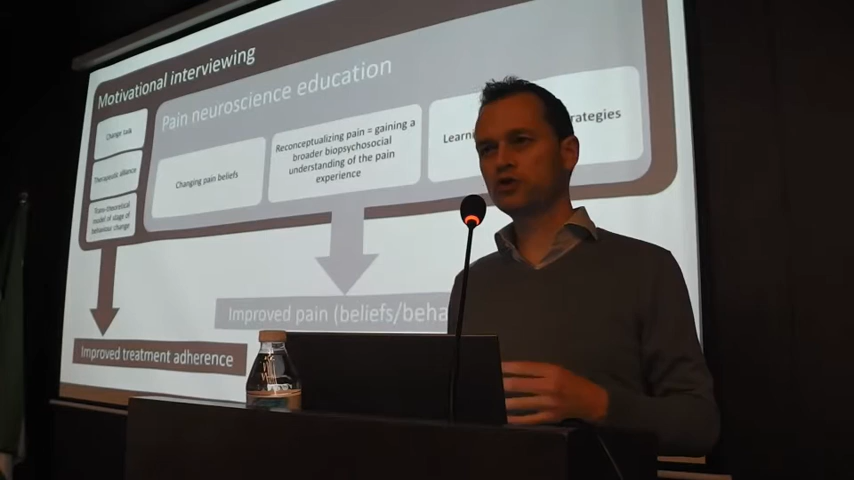 Motivational Interviewing
Pain neuroscience education
Change talk
Therapeutic alliance
Trans-theoretical
model of stage of
behaviour change
Changing pain beliefs
Reconceptualizing pain = gaining a
broader biopsychosocial
understanding of the pain
experience
Learni
rategies
Improved pain (beliefs/beha
Improved treatment adherence